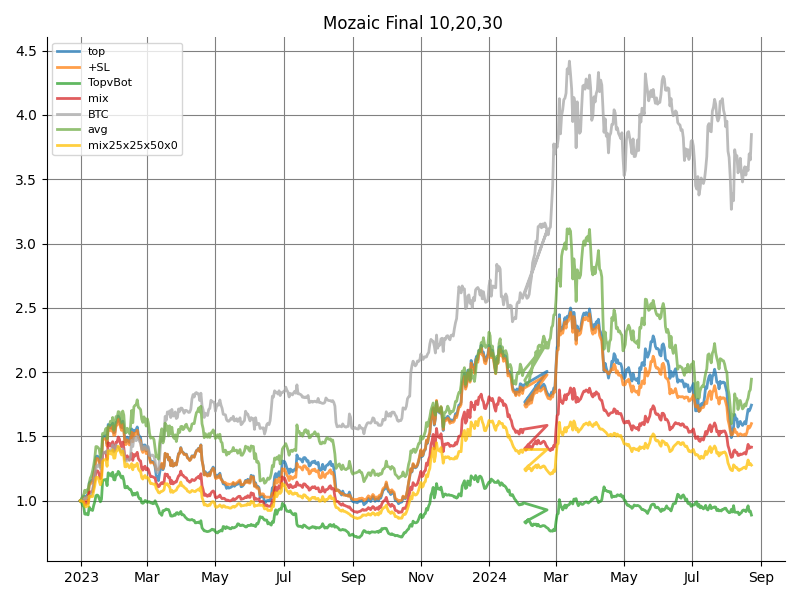 Mozaic Final 10,20,30
4.5
4.0
3.5
3.0
2.5
2.0
1.5
1.0
top
+SL
TopvBot
mix
BTC
avg
mix25x25x50x0
2023
Mar
May
Jul
Sep
Nov
2024
Mar
May
Jul
Sep